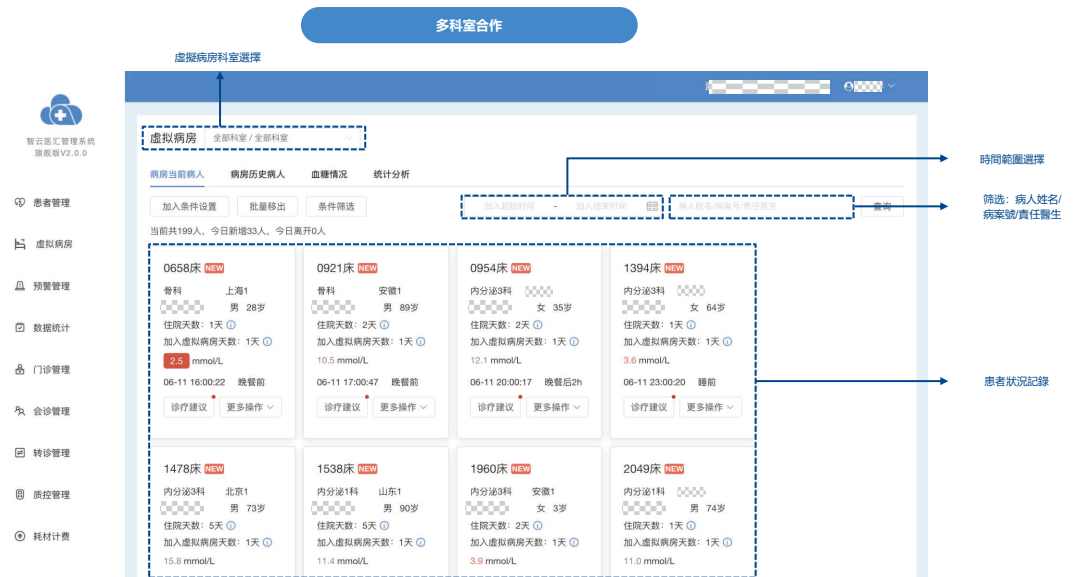 多科室合作
虛擬病房科室選擇
智云医汇管理系统
旗舰版V2.0.0
患者管理
虚拟病房
预警管理
数据统计
门诊管理
会诊管理
转诊管理
质控管理
耗材计费
虚拟病房 全部科室 / 全部科室
病房当前病人 病房历史病人 血糖情况 统计分析
加入条件设置 批量移出 条件筛选 加入起始时间 - 加入结束时间 病人姓名/病案号/责任医生 查询
当前共199人，今日新增33人，今日离开0人
時間範圍選擇
筛选：病人姓名/
病案號/責任醫生
患者狀況記錄
0658床 NEW
骨科 上海1
男 28岁
住院天数：1天
加入虚拟病房天数：1天
2.5 mmol/L
06-11 16:00:22 晚餐前
诊疗建议 更多操作
0921床 NEW
骨科 安徽1
男 89岁
住院天数：2天
加入虚拟病房天数：1天
10.5 mmol/L
06-11 17:00:47 晚餐前
诊疗建议 更多操作
0954床 NEW
内分泌3科
女 35岁
住院天数：2天
加入虚拟病房天数：1天
12.1 mmol/L
06-11 20:00:17 晚餐后2h
诊疗建议 更多操作
1394床 NEW
内分泌3科
女 64岁
住院天数：1天
加入虚拟病房天数：1天
3.6 mmol/L
06-11 23:00:20 睡前
诊疗建议 更多操作
1478床 NEW
内分泌3科 北京1
男 73岁
住院天数：5天
加入虚拟病房天数：1天
15.8 mmol/L
1538床 NEW
内分泌1科 山东1
男 90岁
住院天数：5天
加入虚拟病房天数：1天
11.4 mmol/L
1960床 NEW
内分泌3科 安徽1
女 3岁
住院天数：2天
加入虚拟病房天数：1天
3.9 mmol/L
2049床 NEW
内分泌1科
男 74岁
住院天数：1天
加入虚拟病房天数：1天
11.0 mmol/L